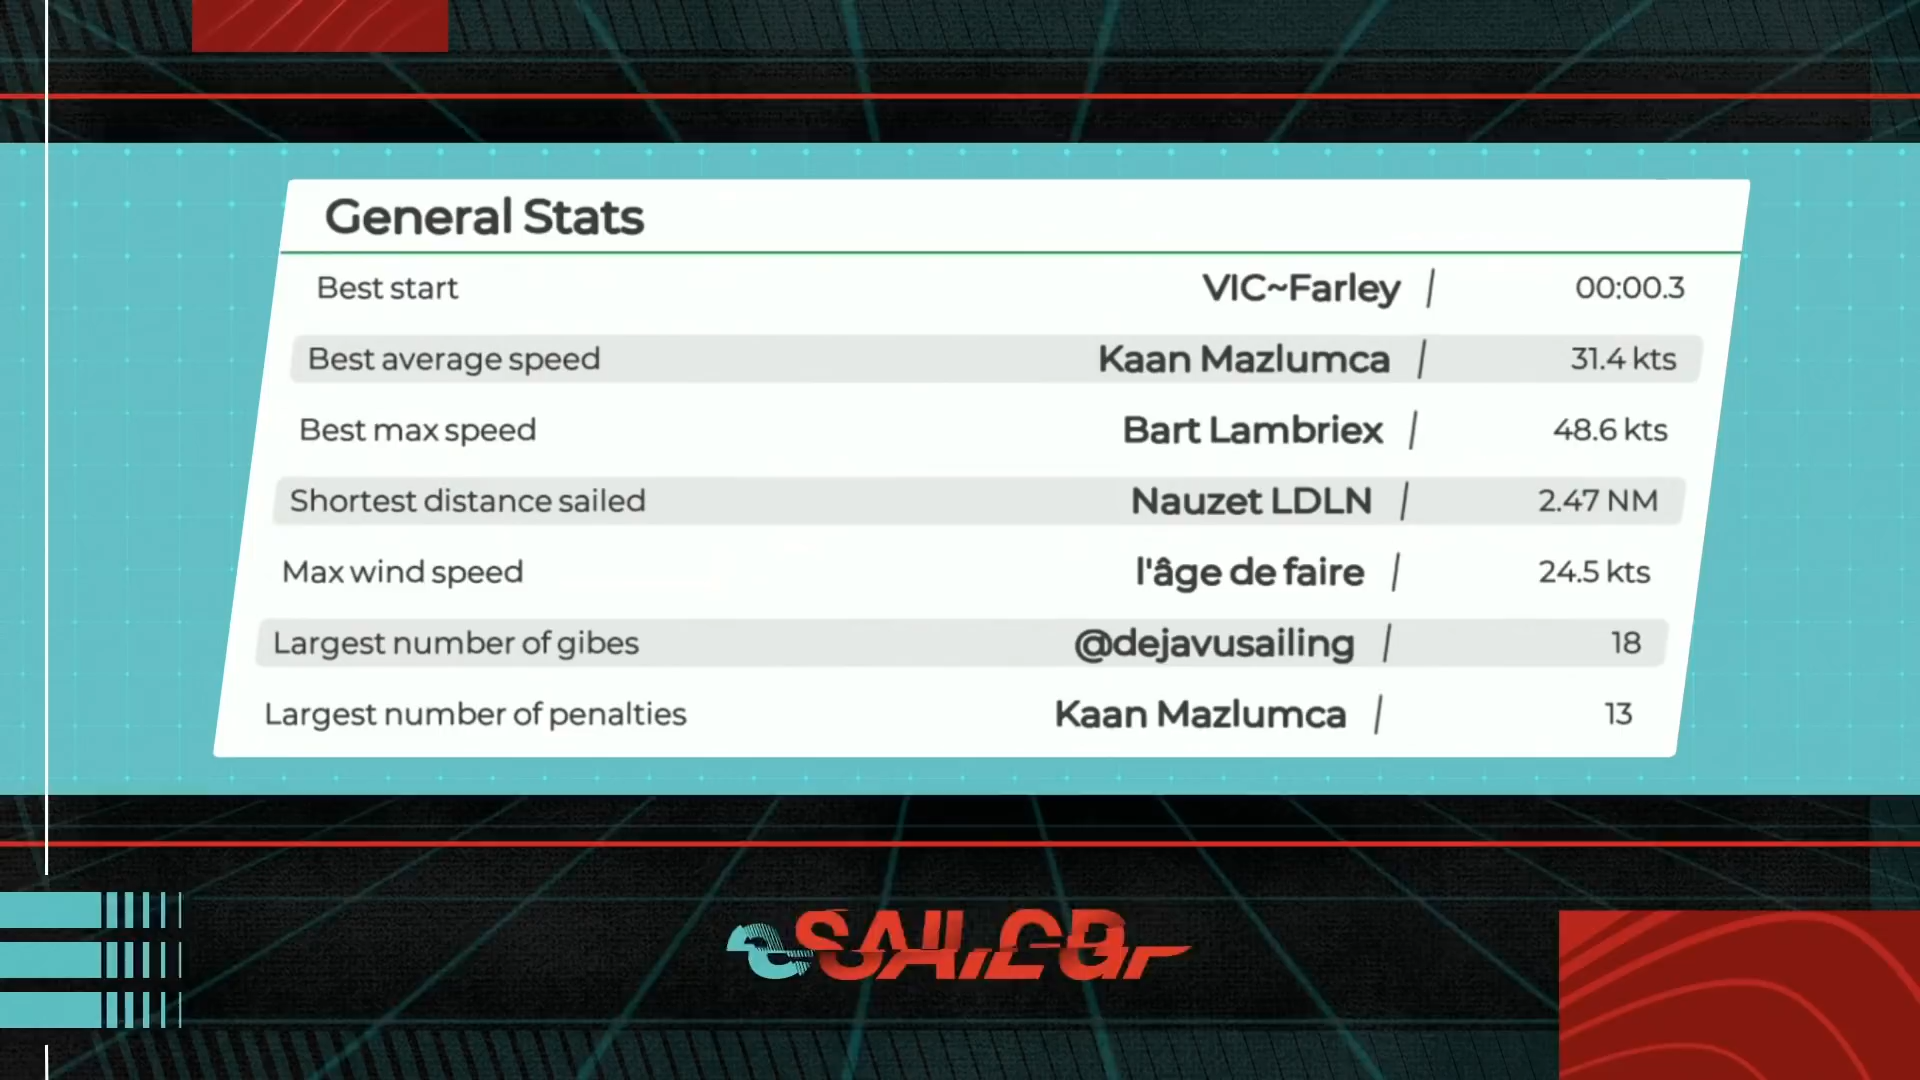 General Stats
Best start VIC~Farley | 00:00.3
Best average speed Kaan Mazlumca | 31.4 kts
Best max speed Bart Lambriex | 48.6 kts
Shortest distance sailed Nauzet LDLN | 2.47 NM
Max wind speed l'âge de faire | 24.5 kts
Largest number of gibes @dejavusailing | 18
Largest number of penalties Kaan Mazlumca | 13
eSAILGP